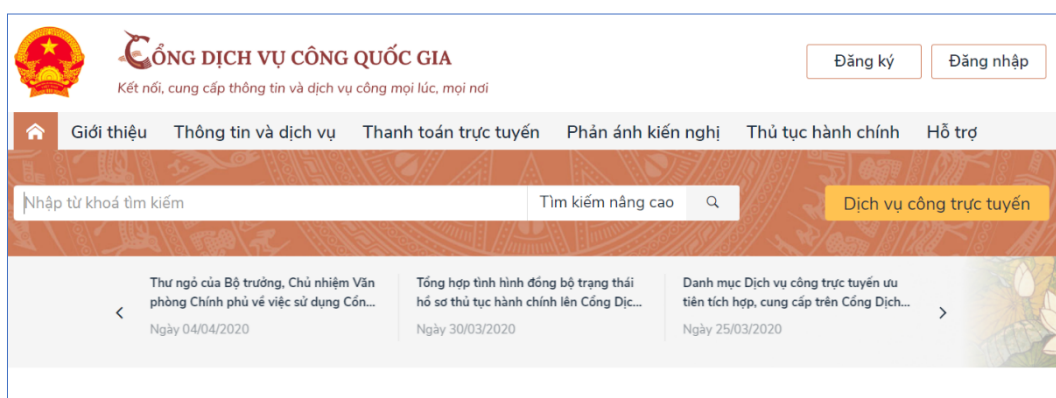 CỔNG DỊCH VỤ CÔNG QUỐC GIA
Kết nối, cung cấp thông tin và dịch vụ công mọi lúc, mọi nơi
Đăng ký
Đăng nhập
Giới thiệu
Thông tin và dịch vụ
Thanh toán trực tuyến
Phản ánh kiến nghị
Thủ tục hành chính
Hỗ trợ
Nhập từ khoá tìm kiếm
Tìm kiếm nâng cao
Dịch vụ công trực tuyến
Thư ngỏ của Bộ trưởng, Chủ nhiệm Văn
phòng Chính phủ về việc sử dụng Cổn...
Ngày 04/04/2020
Tổng hợp tình hình đồng bộ trạng thái
hồ sơ thủ tục hành chính lên Cổng Dịc...
Ngày 30/03/2020
Danh mục Dịch vụ công trực tuyến ưu
tiên tích hợp, cung cấp trên Cổng Dịch...
Ngày 25/03/2020